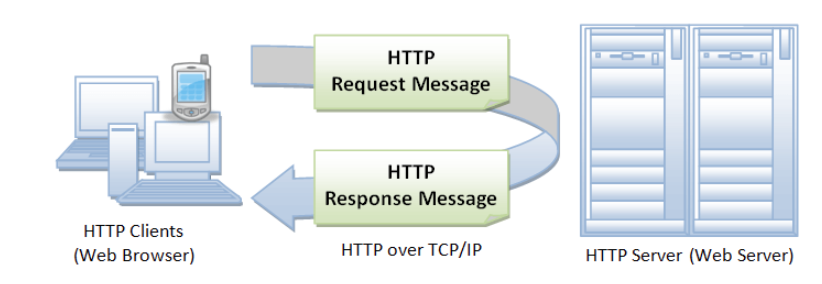 HTTP
Request Message
HTTP
Response Message
HTTP Clients
(Web Browser)
HTTP over TCP/IP
HTTP Server (Web Server)